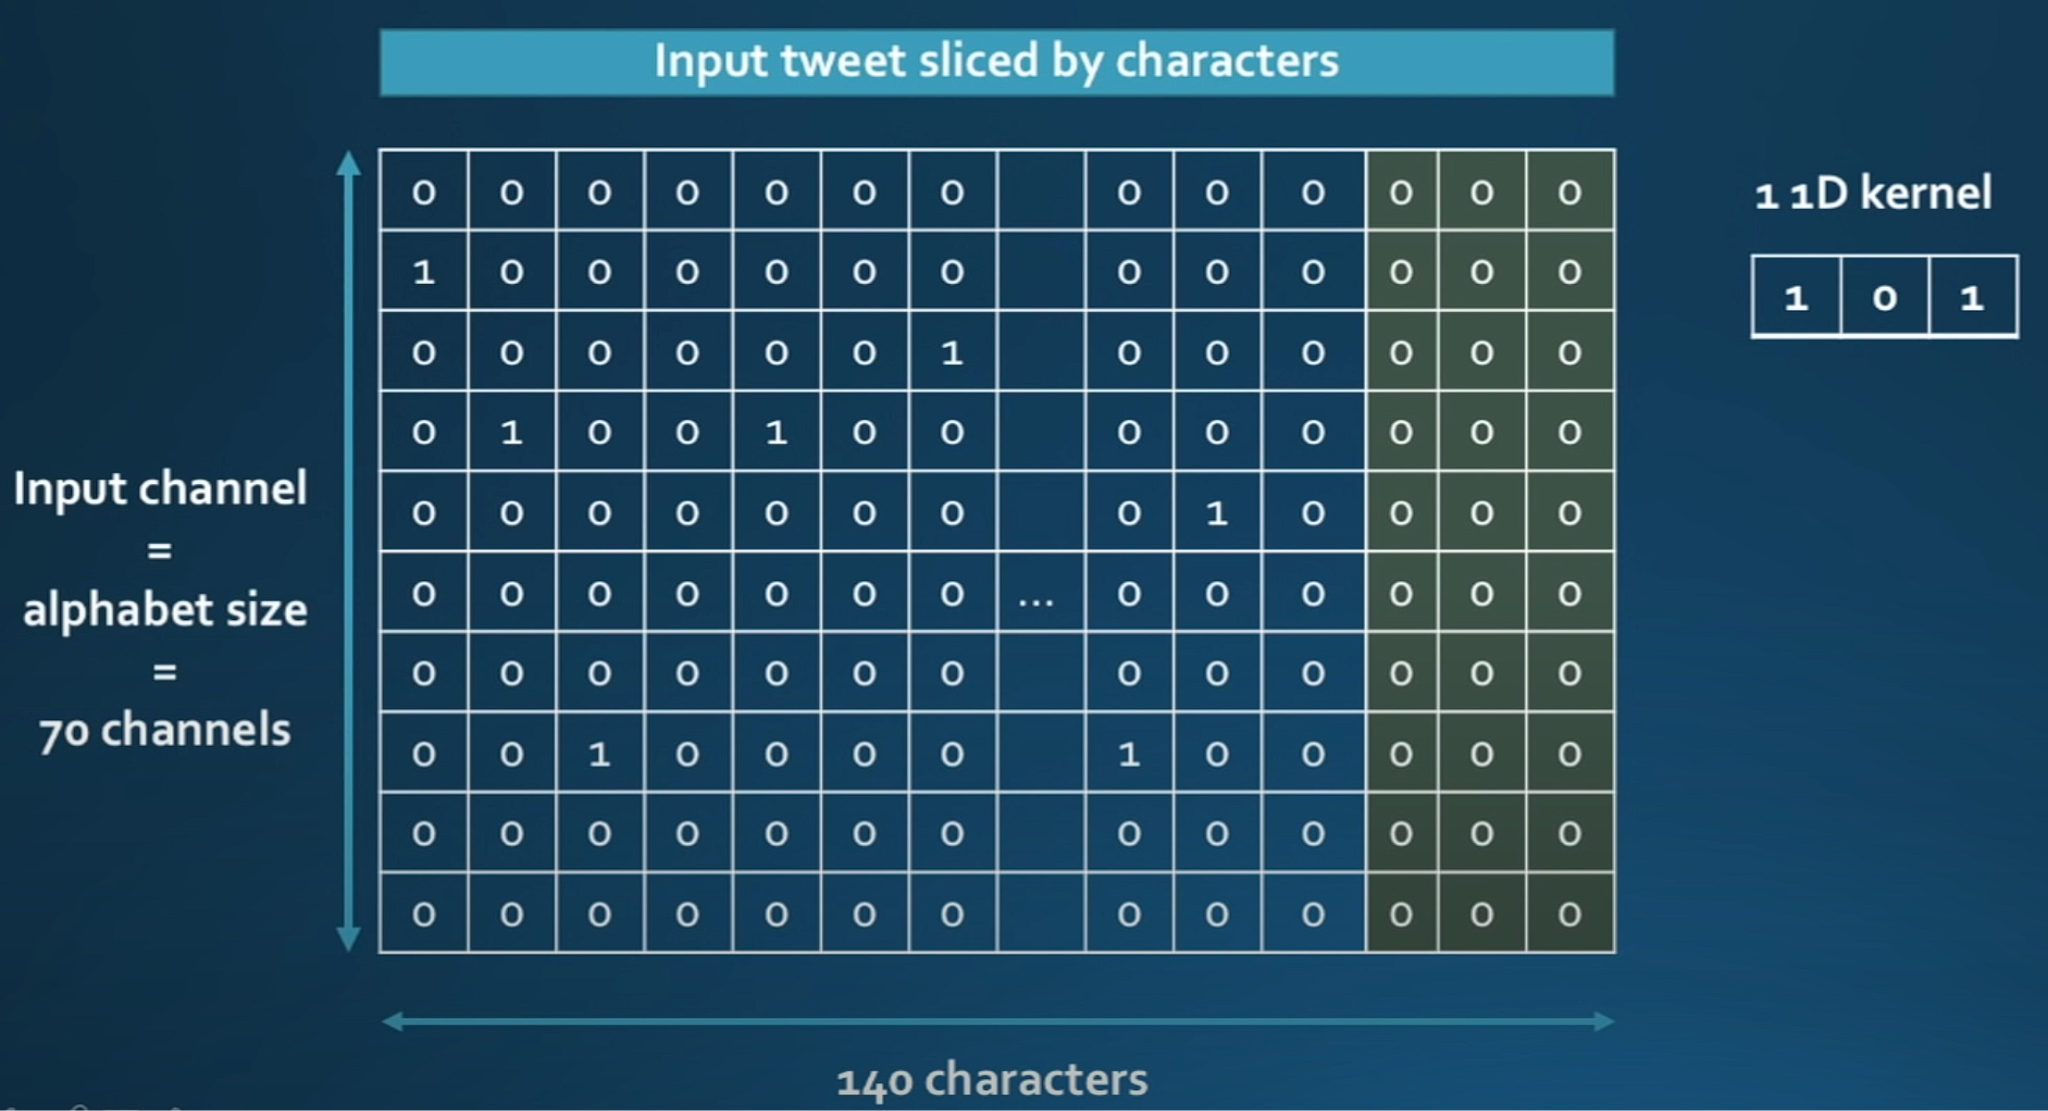 Input tweet sliced by characters
0 0 0 0 0 0 0 0 0 0 0 0 0
1 1D kernel
1 0 0 0 0 0 0 0 0 0 0 0 0
1 0 1
0 0 0 0 0 0 1 0 0 0 0 0 0
0 1 0 0 1 0 0 0 0 0 0 0 0
Input channel
0 0 0 0 0 0 0 0 1 0 0 0 0
=
0 0 0 0 0 0 0 ... 0 0 0 0 0 0
alphabet size
=
0 0 0 0 0 0 0 0 0 0 0 0 0
70 channels
0 0 1 0 0 0 0 1 0 0 0 0 0
0 0 0 0 0 0 0 0 0 0 0 0 0
0 0 0 0 0 0 0 0 0 0 0 0 0
140 characters